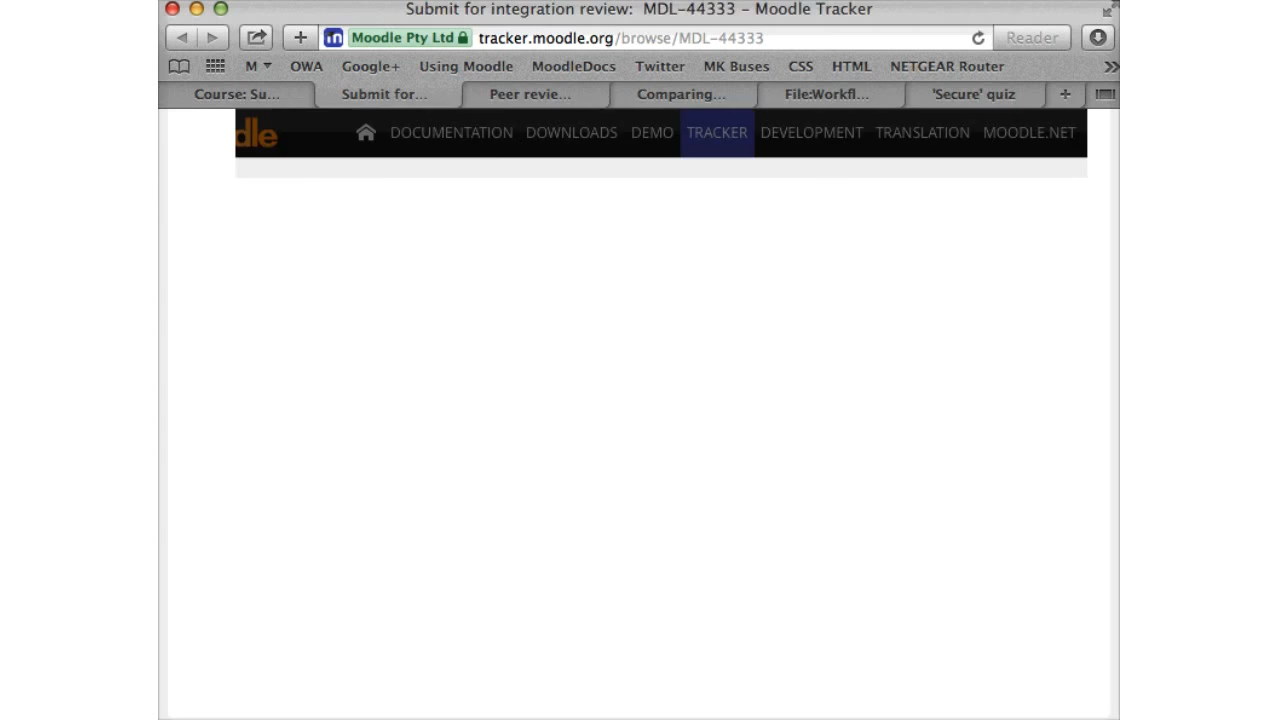 Submit for integration review: MDL-44333 – Moodle Tracker
Moodle Pty Ltd tracker.moodle.org/browse/MDL-44333 Reader
M OWA Google+ Using Moodle MoodleDocs Twitter MK Buses CSS HTML NETGEAR Router
Course: Su... Submit for... Peer revie... Comparing... File:Workfl... 'Secure' quiz
dle DOCUMENTATION DOWNLOADS DEMO TRACKER DEVELOPMENT TRANSLATION MOODLE.NET